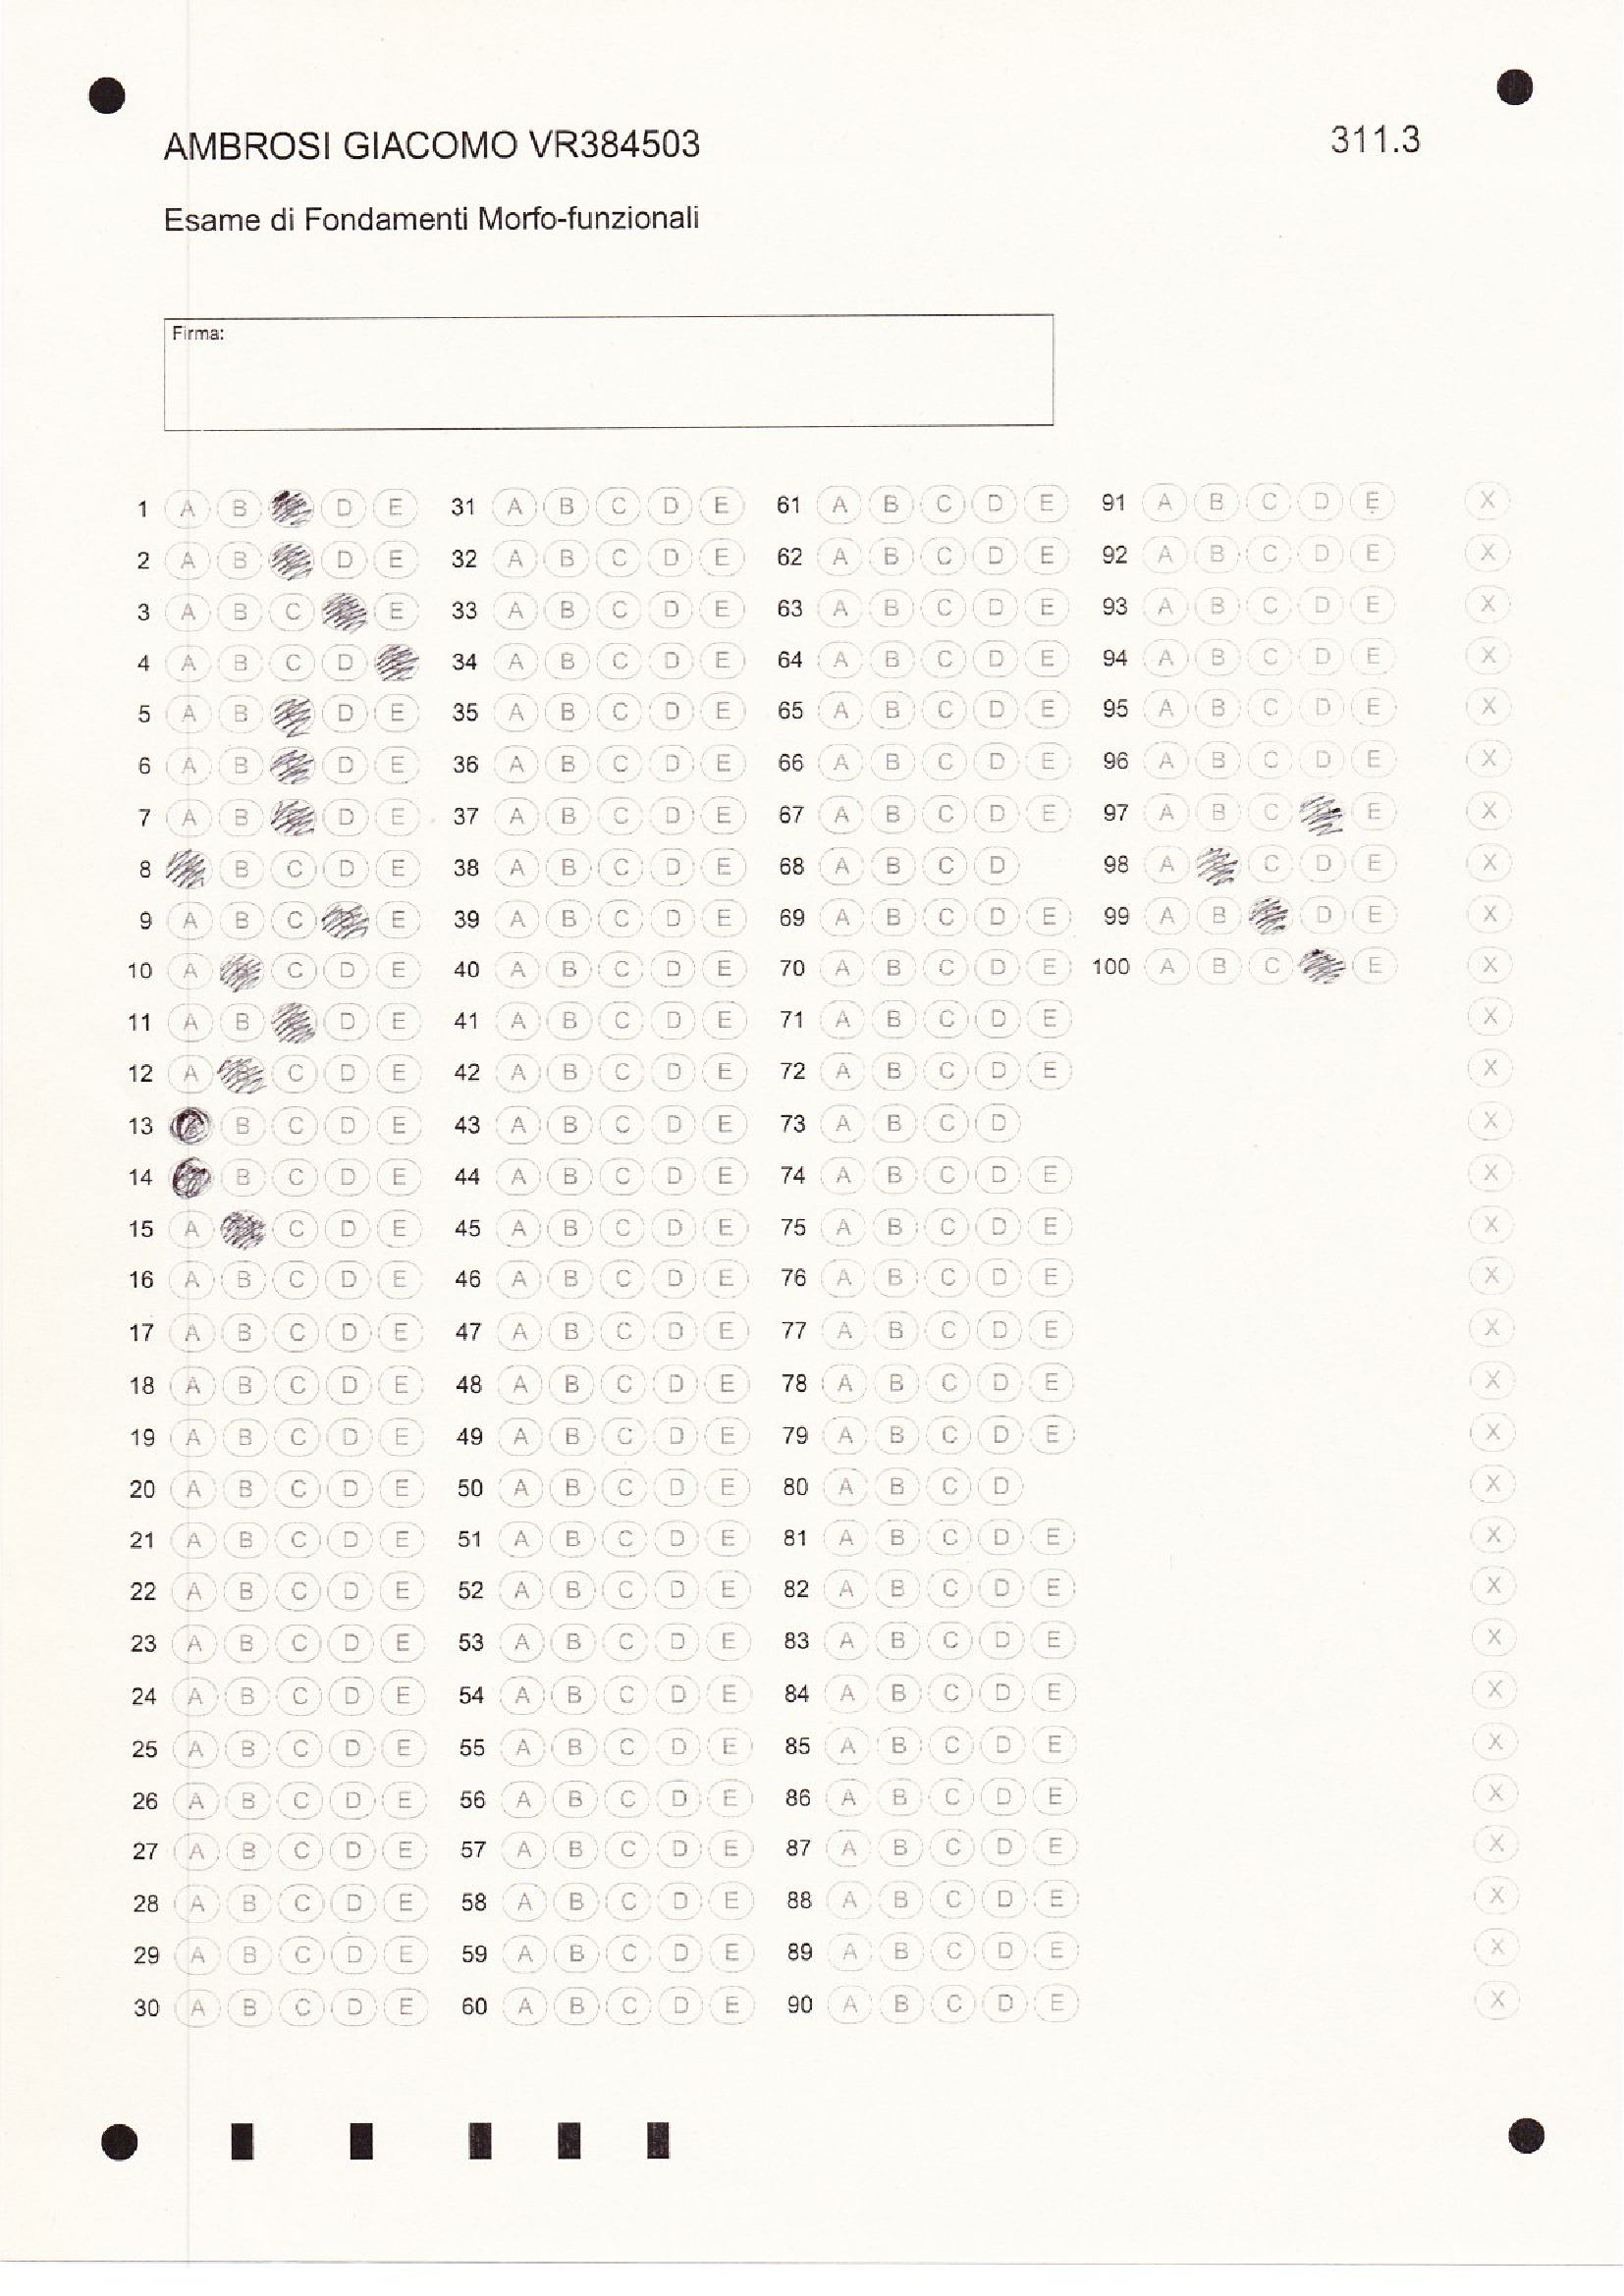 AMBROSI GIACOMO VR384503 311.3
Esame di Fondamenti Morfo-funzionali
Firma:
1 A B D E 31 A B C D E 61 A B C D E 91 A B C D E X
2 A B D E 32 A B C D E 62 A B C D E 92 A B C D E X
3 A B C E 33 A B C D E 63 A B C D E 93 A B C D E X
4 A B C D 34 A B C D E 64 A B C D E 94 A B C D E X
5 A B D E 35 A B C D E 65 A B C D E 95 A B C D E X
6 A B D E 36 A B C D E 66 A B C D E 96 A B C D E X
7 A B D E 37 A B C D E 67 A B C D E 97 A B C E X
8 B C D E 38 A B C D E 68 A B C D 98 A C D E X
9 A B C E 39 A B C D E 69 A B C D E 99 A B D E X
10 A C D E 40 A B C D E 70 A B C D E 100 A B C E X
11 A B D E 41 A B C D E 71 A B C D E X
12 A C D E 42 A B C D E 72 A B C D E X
13 B C D E 43 A B C D E 73 A B C D X
14 B C D E 44 A B C D E 74 A B C D E X
15 A C D E 45 A B C D E 75 A B C D E X
16 A B C D E 46 A B C D E 76 A B C D E X
17 A B C D E 47 A B C D E 77 A B C D E X
18 A B C D E 48 A B C D E 78 A B C D E X
19 A B C D E 49 A B C D E 79 A B C D E X
20 A B C D E 50 A B C D E 80 A B C D X
21 A B C D E 51 A B C D E 81 A B C D E X
22 A B C D E 52 A B C D E 82 A B C D E X
23 A B C D E 53 A B C D E 83 A B C D E X
24 A B C D E 54 A B C D E 84 A B C D E X
25 A B C D E 55 A B C D E 85 A B C D E X
26 A B C D E 56 A B C D E 86 A B C D E X
27 A B C D E 57 A B C D E 87 A B C D E X
28 A B C D E 58 A B C D E 88 A B C D E X
29 A B C D E 59 A B C D E 89 A B C D E X
30 A B C D E 60 A B C D E 90 A B C D E X